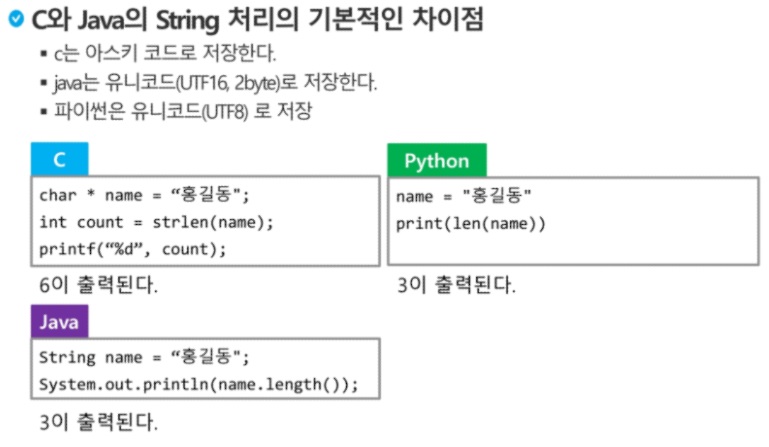 C와 Java의 String 처리의 기본적인 차이점
▪ c는 아스키 코드로 저장한다.
▪ java는 유니코드(UTF16, 2byte)로 저장한다.
▪ 파이썬은 유니코드(UTF8) 로 저장
C
char * name = “홍길동";
int count = strlen(name);
printf(“%d”, count);
6이 출력된다.
Python
name = "홍길동"
print(len(name))
3이 출력된다.
Java
String name = “홍길동";
System.out.println(name.length());
3이 출력된다.